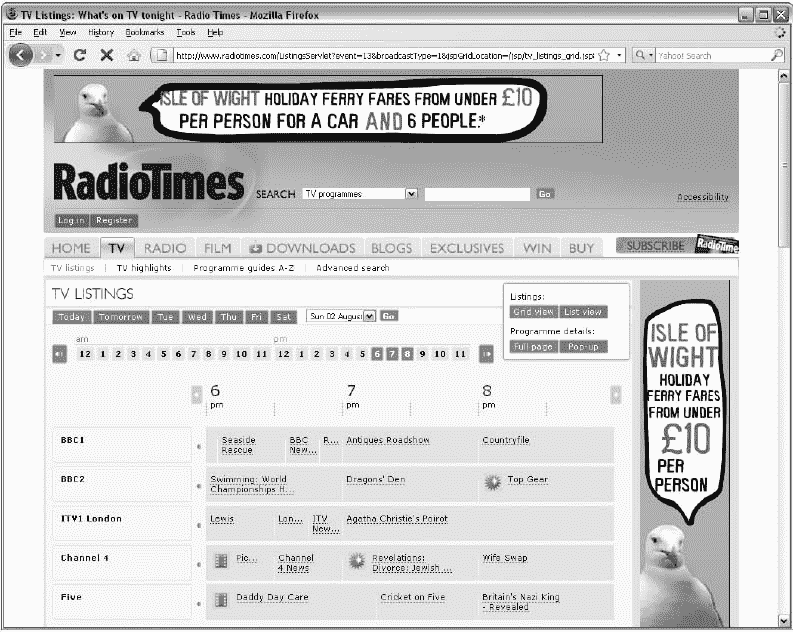 TV Listings: What's on TV tonight - Radio Times - Mozilla Firefox
File Edit View History Bookmarks Tools Help
http://www.radiotimes.com/ListingsServlet?event=13&broadcastType=1&jspGridLocation=/jsp/tv_listings_grid.jsp
Yahoo! Search
ISLE OF WIGHT HOLIDAY FERRY FARES FROM UNDER £10
PER PERSON FOR A CAR AND 6 PEOPLE.*
RadioTimes
SEARCH TV programmes Go
Accessibility
Log in Register
HOME TV RADIO FILM DOWNLOADS BLOGS EXCLUSIVES WIN BUY SUBSCRIBE RadioTimes
TV listings TV highlights Programme guides A-Z Advanced search
TV LISTINGS
Today Tomorrow Tue Wed Thu Fri Sat Sun 02 August Go
Listings:
Grid view List view
Programme details:
Full page Pop-up
am pm
12 1 2 3 4 5 6 7 8 9 10 11 12 1 2 3 4 5 6 7 8 9 10 11
6 7 8
pm pm pm
BBC1 Seaside Rescue BBC New... R... Antiques Roadshow Countryfile
BBC2 Swimming: World Championships H... Dragons' Den Top Gear
ITV1 London Lewis Lon... ITV New... Agatha Christie's Poirot
Channel 4 Pic... Channel 4 News Revelations: Divorce: Jewish ... Wife Swap
Five Daddy Day Care Cricket on Five Britain's Nazi King - Revealed
ISLE OF
WIGHT
HOLIDAY
FERRY FARES
FROM UNDER
£10
PER
PERSON